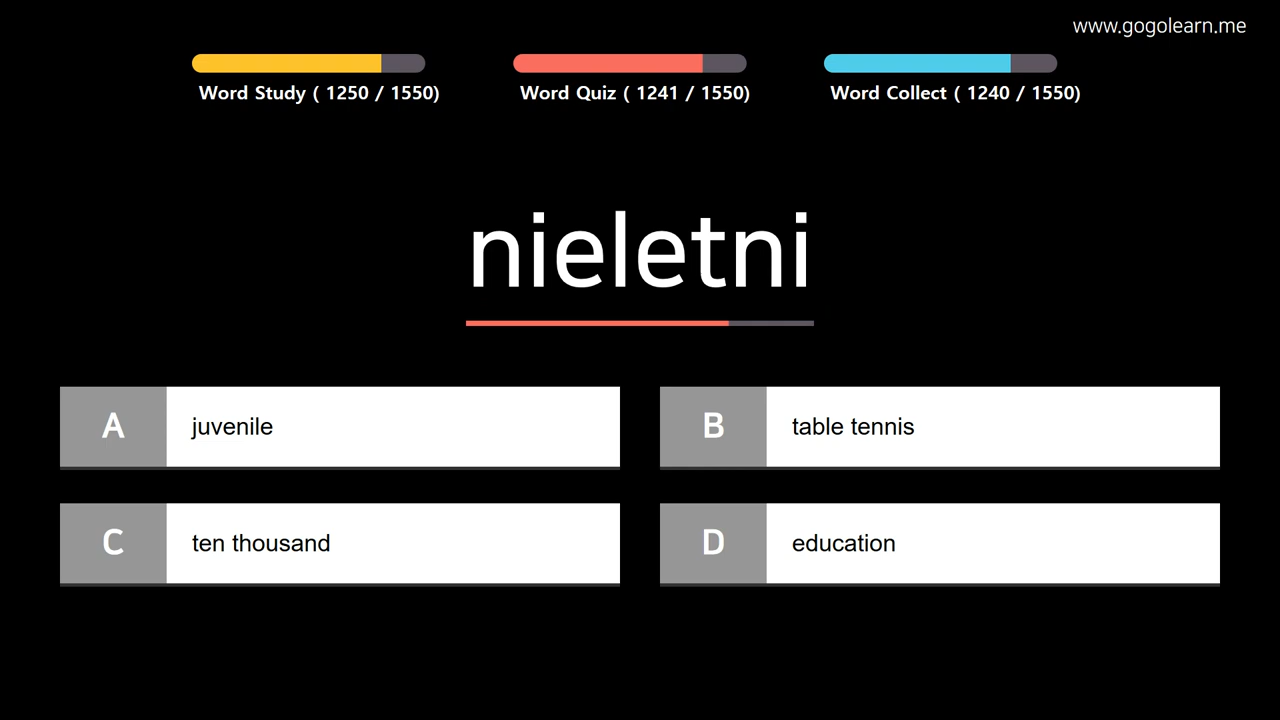 www.gogolearn.me
Word Study ( 1250 / 1550)
Word Quiz ( 1241 / 1550)
Word Collect ( 1240 / 1550)
nieletni
A juvenile
B table tennis
C ten thousand
D education